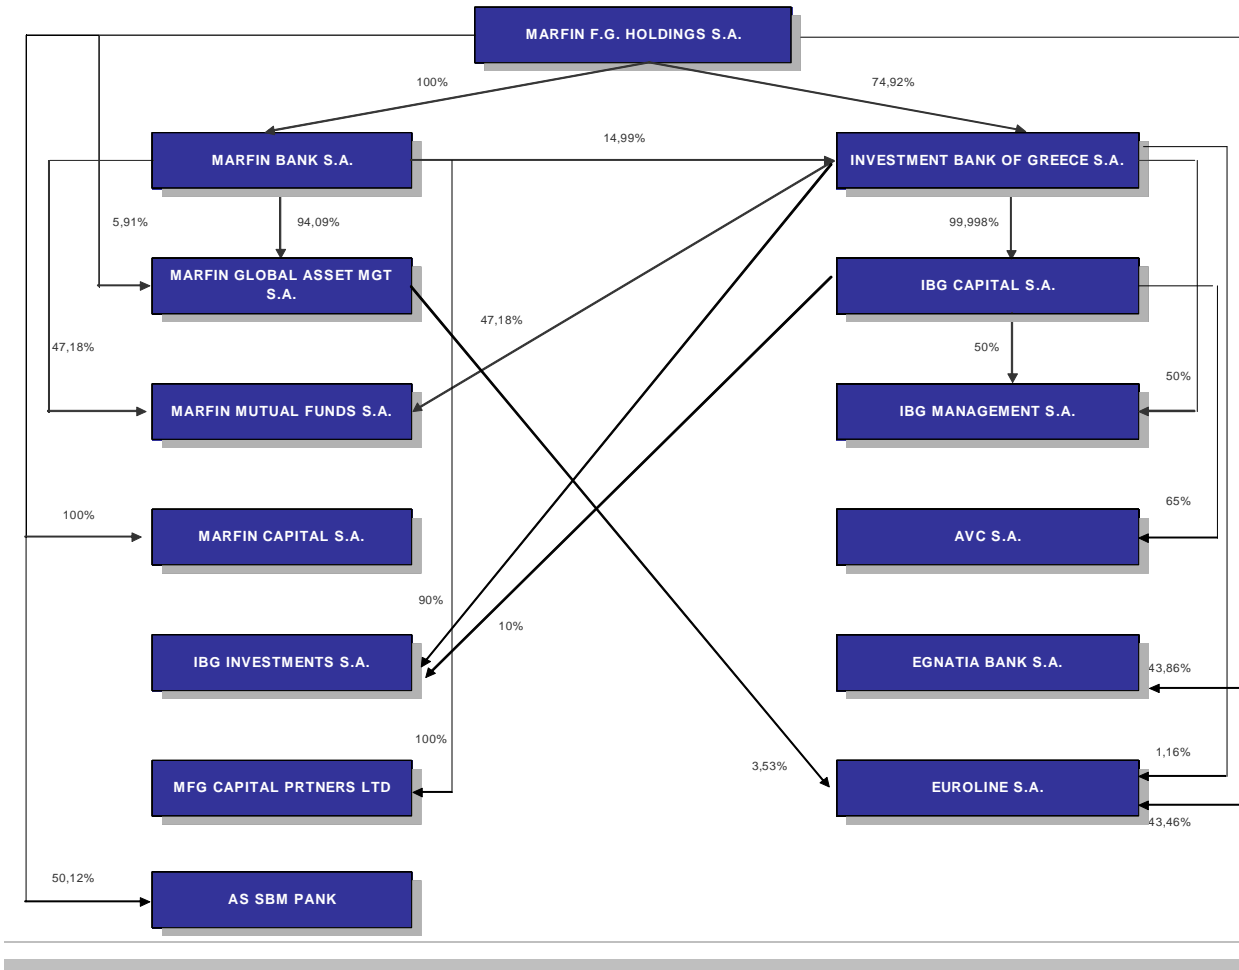 MARFIN F.G. HOLDINGS S.A.
100%
74,92%
14,99%
MARFIN BANK S.A.
INVESTMENT BANK OF GREECE S.A.
5,91%
94,09%
99,998%
MARFIN GLOBAL ASSET MGT
S.A.
IBG CAPITAL S.A.
47,18%
47,18%
50%
50%
MARFIN MUTUAL FUNDS S.A.
IBG MANAGEMENT S.A.
100%
65%
MARFIN CAPITAL S.A.
AVC S.A.
90%
10%
IBG INVESTMENTS S.A.
EGNATIA BANK S.A.
43,86%
100%
3,53%
1,16%
MFG CAPITAL PRTNERS LTD
EUROLINE S.A.
43,46%
50,12%
AS SBM PANK